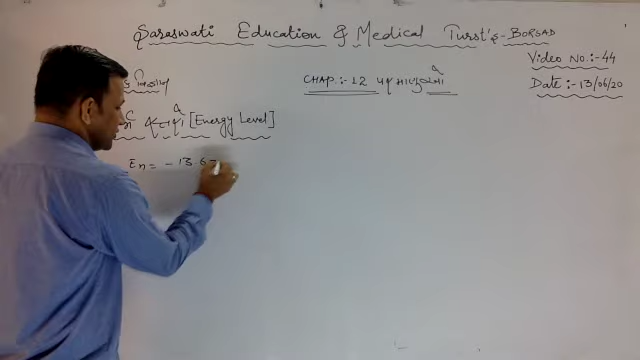 Saraswati Education & Medical Turst's - BORSAD
Video No:- 44
CHAP:- 12
Date:- 13/06/20
[Energy Level]
En = - 13.6